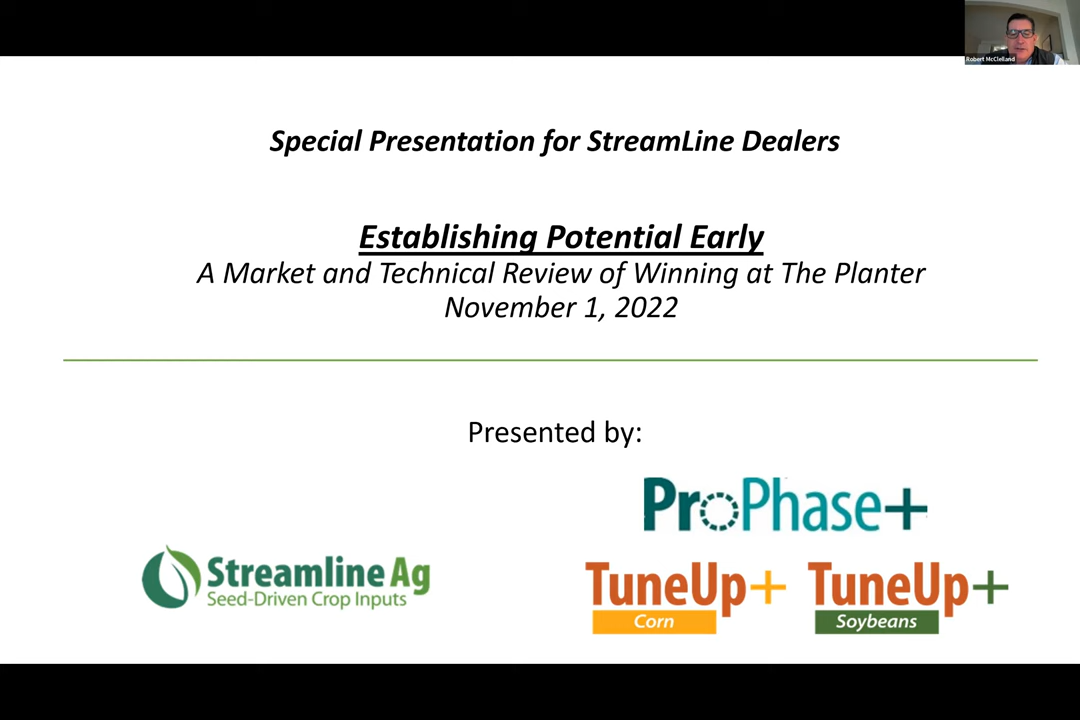 Robert McClelland
Special Presentation for StreamLine Dealers
Establishing Potential Early
A Market and Technical Review of Winning at The Planter
November 1, 2022
Presented by:
ProPhase+
Streamline Ag
Seed-Driven Crop Inputs
TuneUp+
Corn
TuneUp+
Soybeans